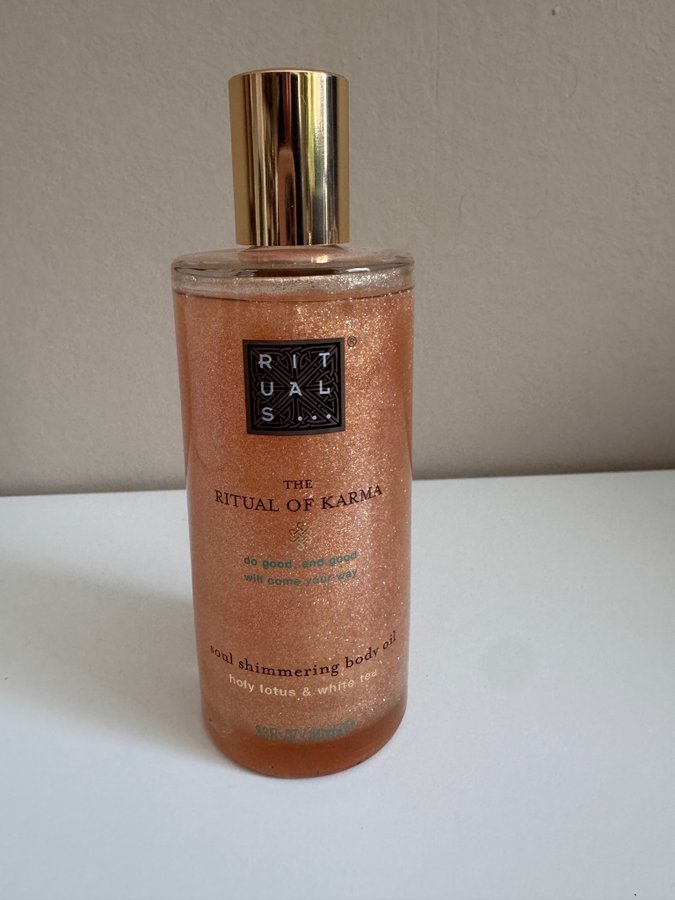 RIT
UAL
S...
®
THE
RITUAL OF KARMA
do good, and good
will come your way
soul shimmering body oil
holy lotus & white tea